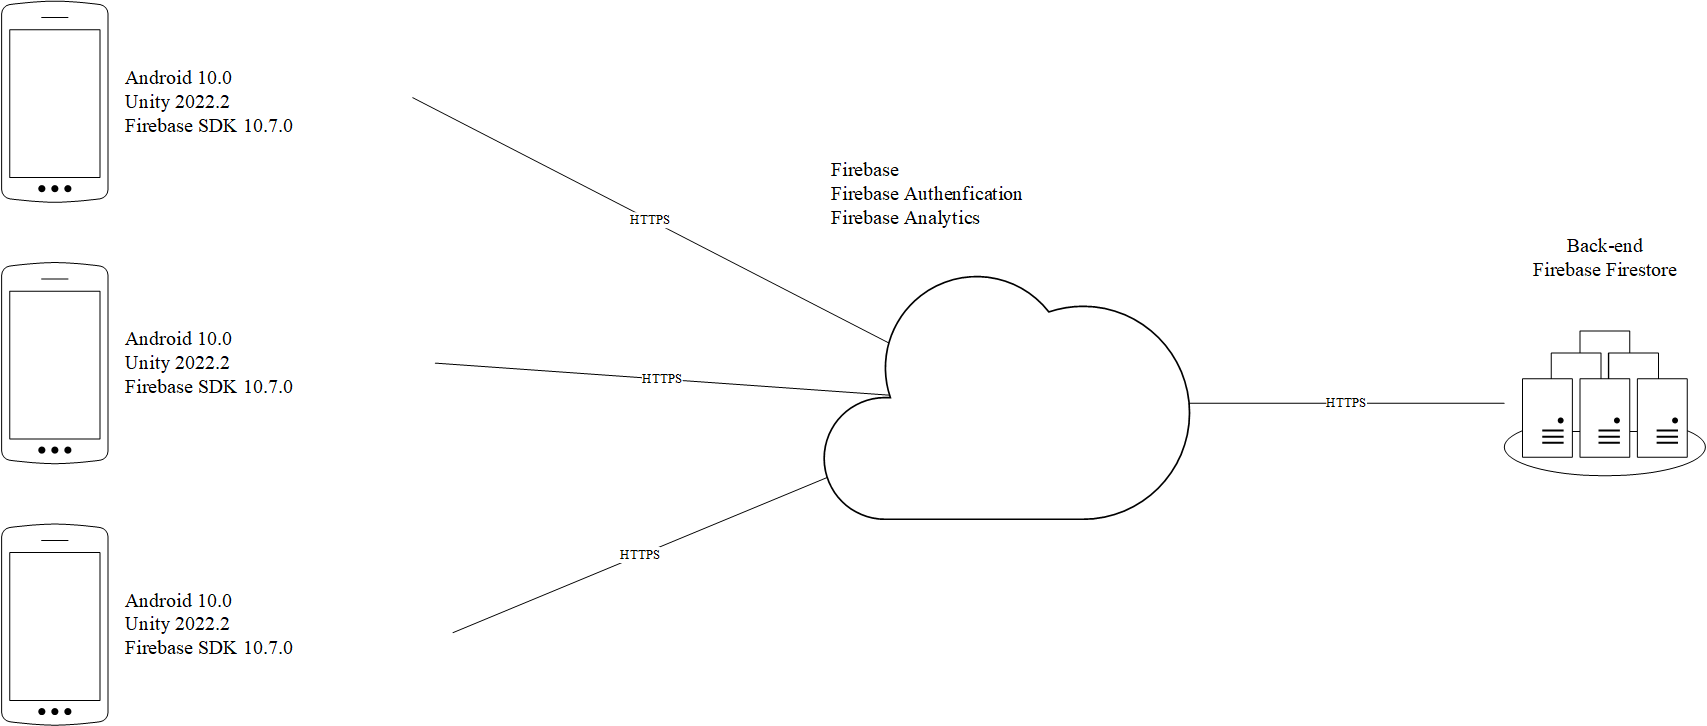 Android 10.0
Unity 2022.2
Firebase SDK 10.7.0
HTTPS
Firebase
Firebase Authenfication
Firebase Analytics
Back-end
Firebase Firestore
Android 10.0
Unity 2022.2
Firebase SDK 10.7.0
HTTPS
HTTPS
HTTPS
Android 10.0
Unity 2022.2
Firebase SDK 10.7.0